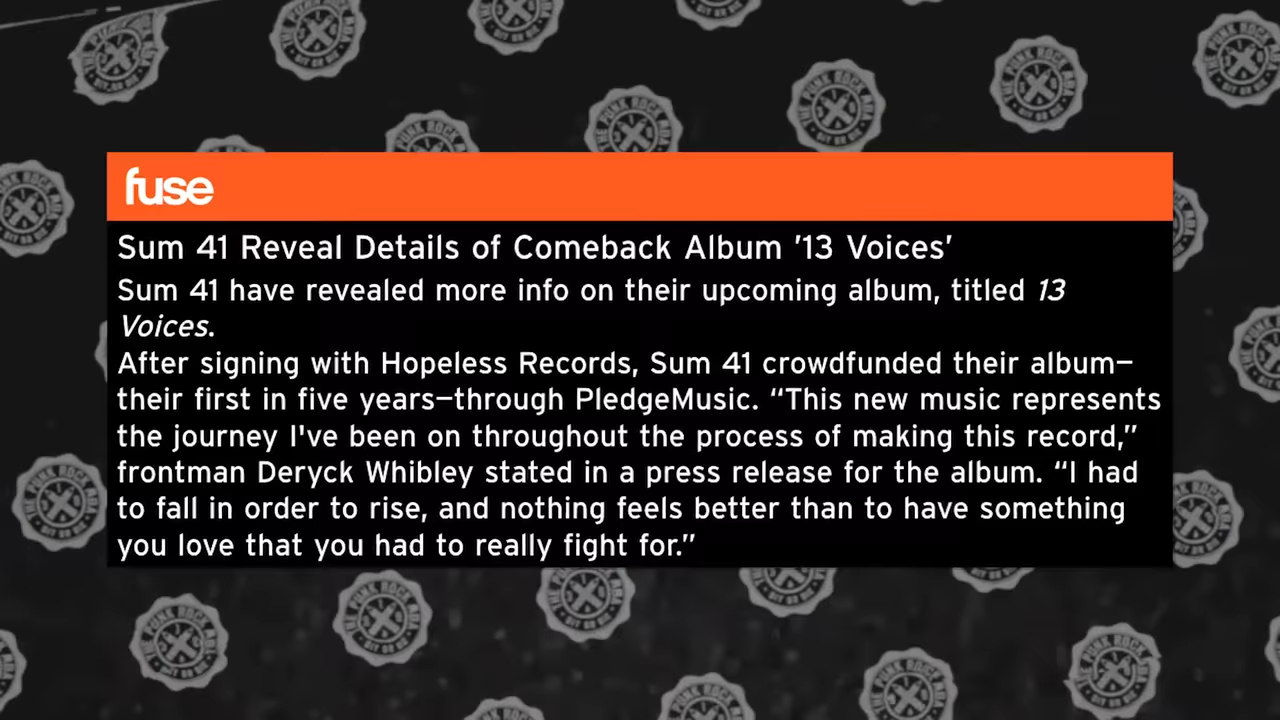 fuse
Sum 41 Reveal Details of Comeback Album '13 Voices'
Sum 41 have revealed more info on their upcoming album, titled 13
Voices.
After signing with Hopeless Records, Sum 41 crowdfunded their album—
their first in five years—through PledgeMusic. “This new music represents
the journey I've been on throughout the process of making this record,”
frontman Deryck Whibley stated in a press release for the album. “I had
to fall in order to rise, and nothing feels better than to have something
you love that you had to really fight for.”